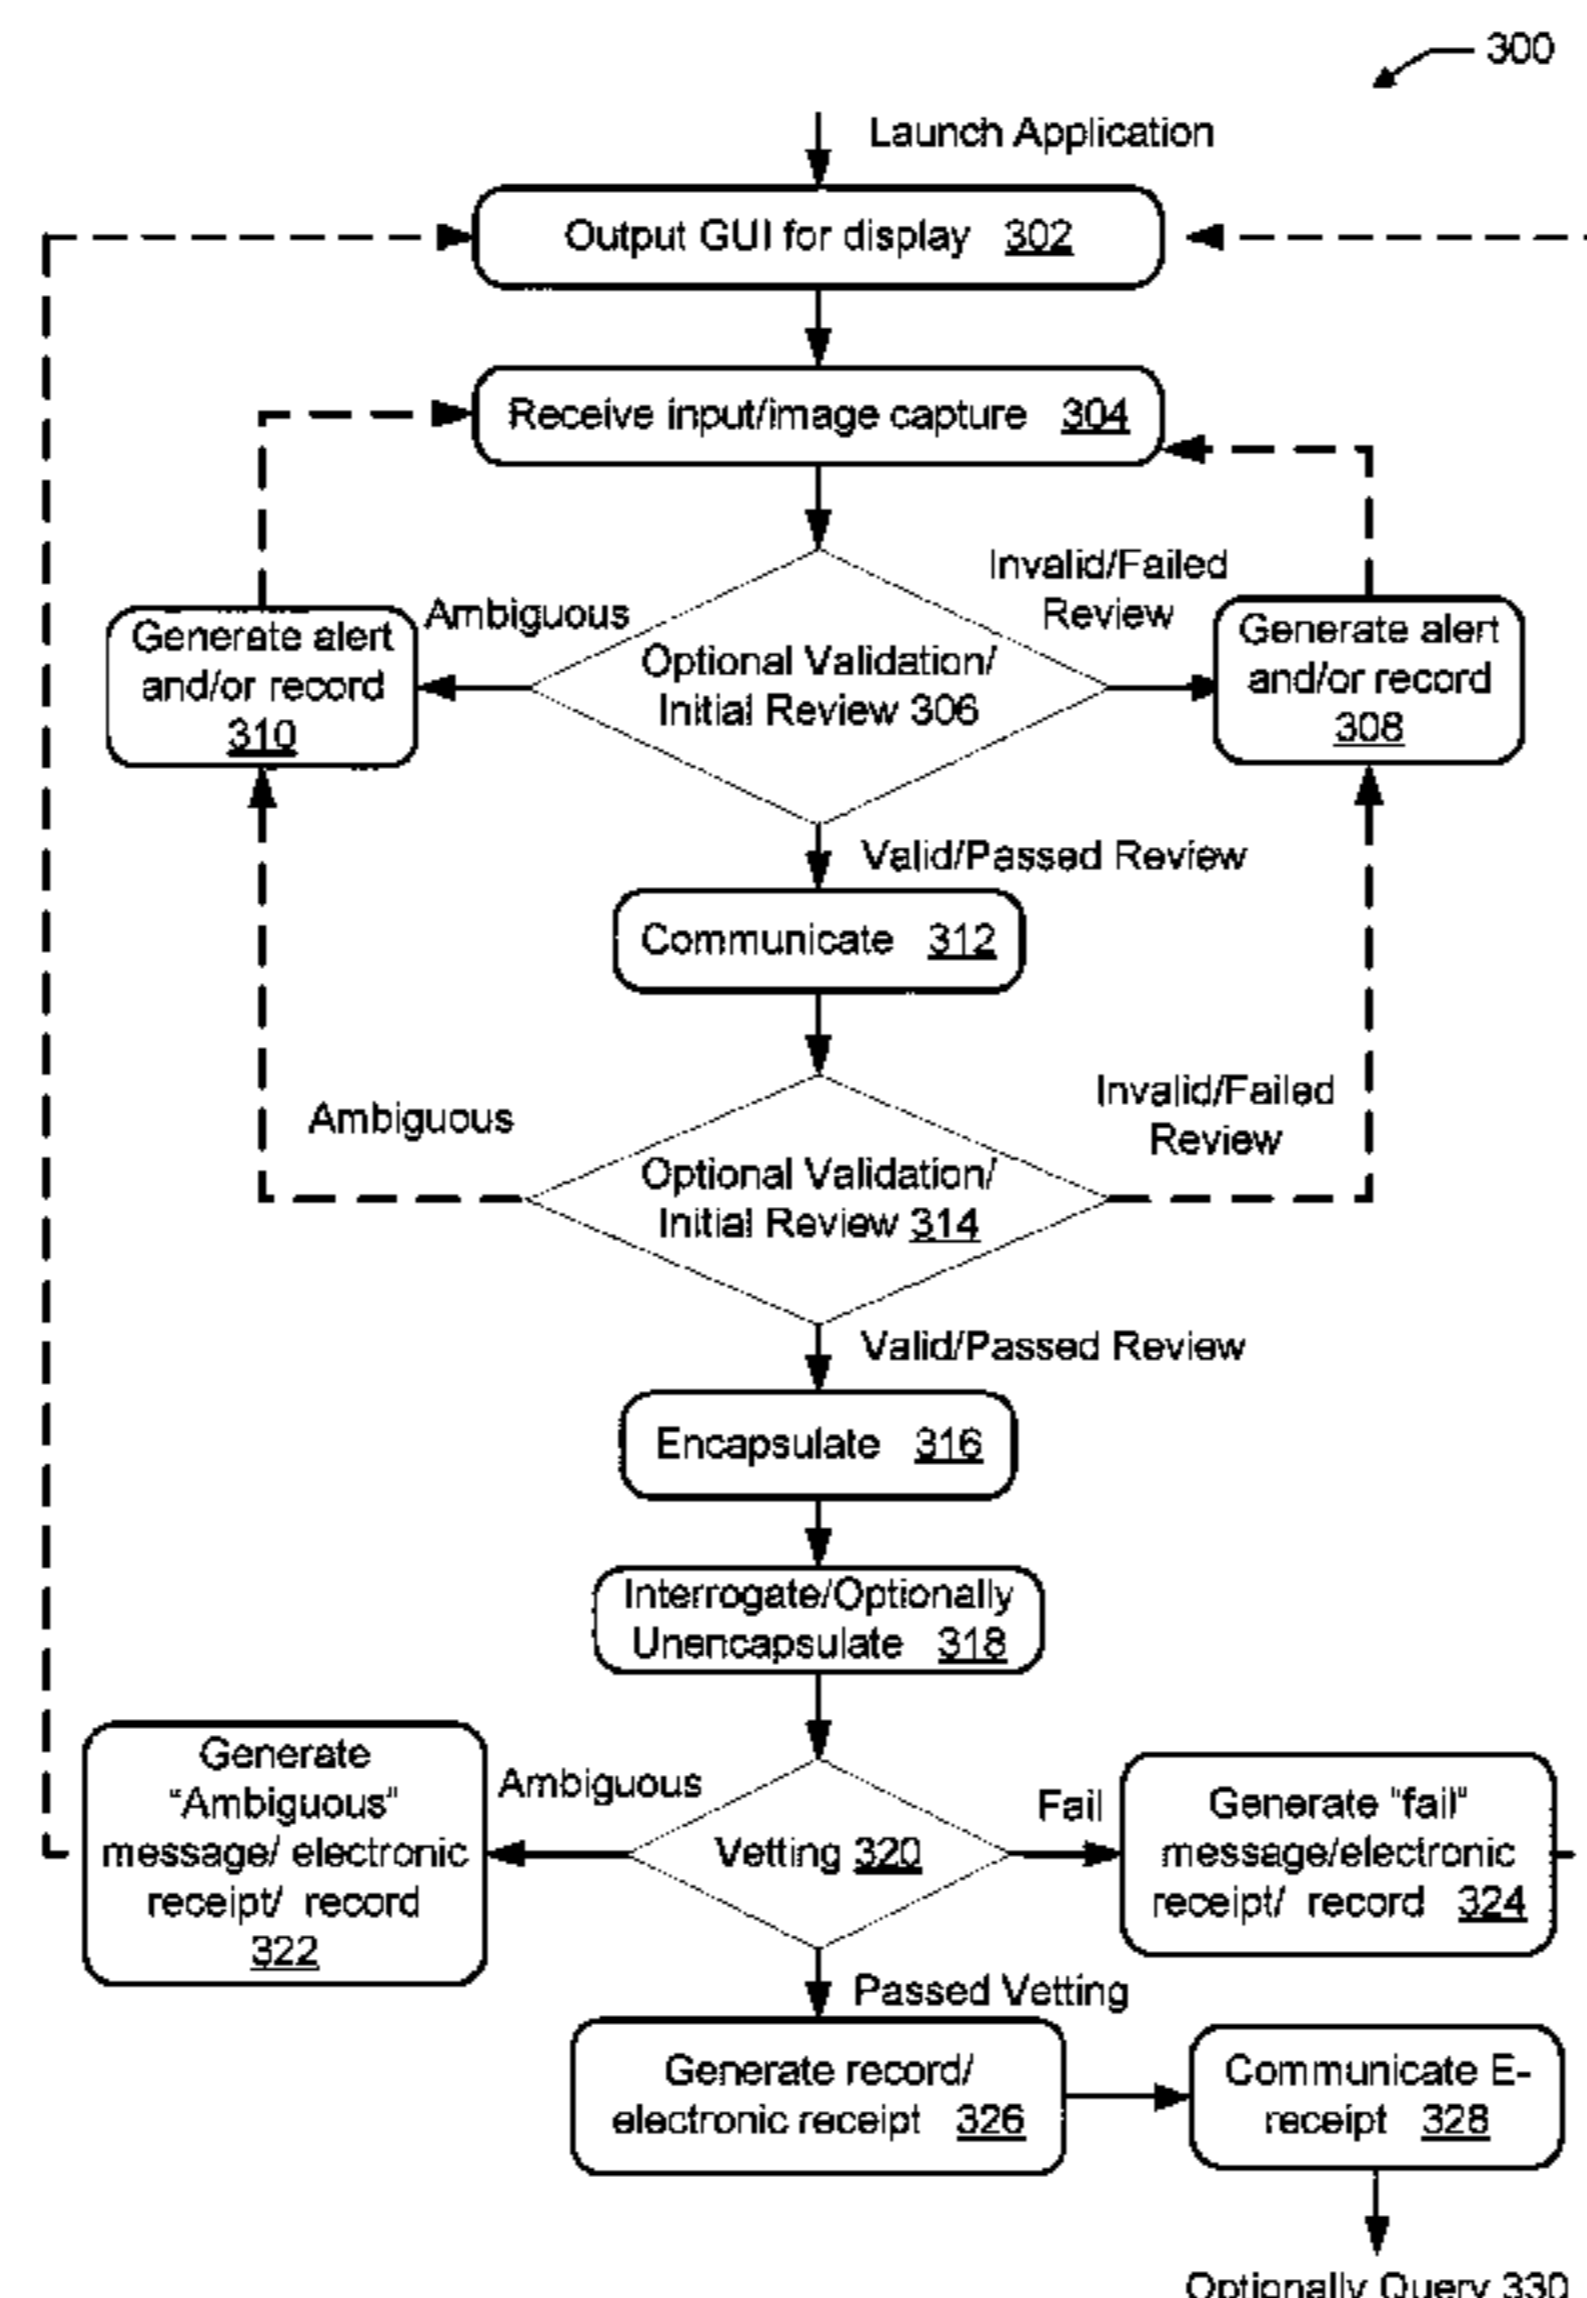 300
Launch Application
Output GUI for display 302
Receive input/image capture 304
Invalid/Failed
Review
Ambiguous
Generate alert
and/or record
310
Optional Validation/
Initial Review 306
Generate alert
and/or record
308
Valid/Passed Review
Communicate 312
Ambiguous
Invalid/Failed
Review
Optional Validation/
Initial Review 314
Valid/Passed Review
Encapsulate 316
Interrogate/Optionally
Unencapsulate 318
Generate
"Ambiguous"
message/ electronic
receipt/ record
322
Ambiguous
Vetting 320
Fail
Generate "fail"
message/electronic
receipt/ record 324
Passed Vetting
Generate record/
electronic receipt 326
Communicate E-
receipt 328
Optionally Query 330